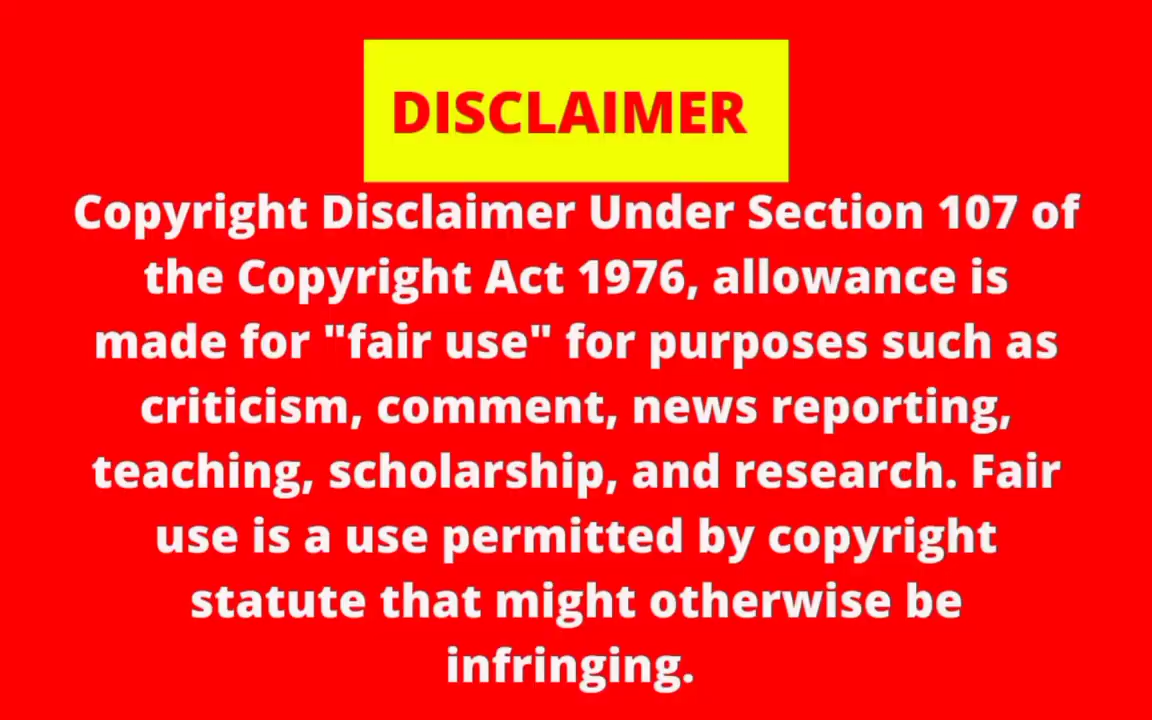 DISCLAIMER
Copyright Disclaimer Under Section 107 of
the Copyright Act 1976, allowance is
made for "fair use" for purposes such as
criticism, comment, news reporting,
teaching, scholarship, and research. Fair
use is a use permitted by copyright
statute that might otherwise be
infringing.